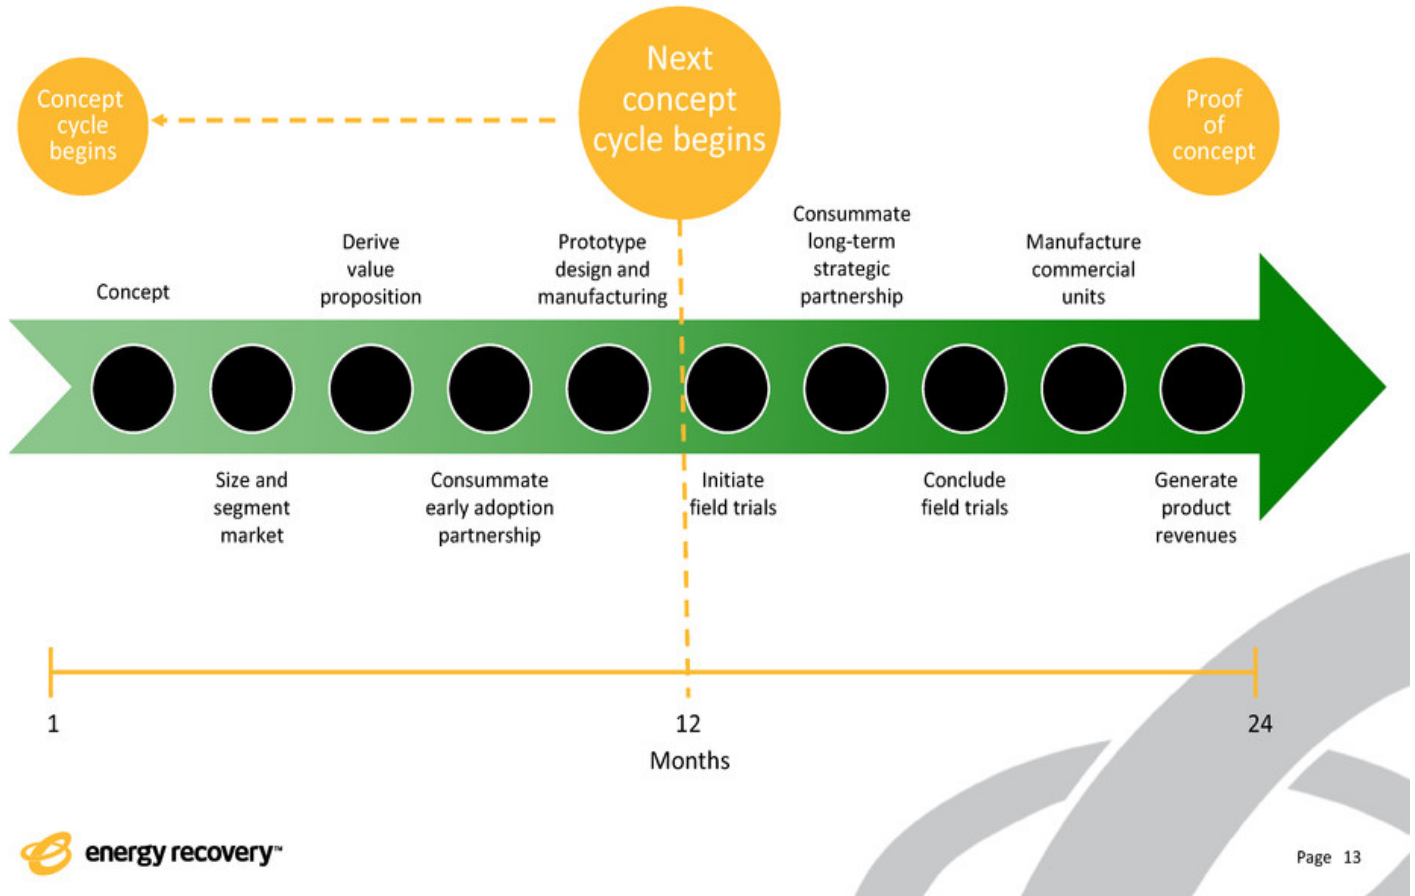 Next
concept
cycle begins
Concept
cycle
begins
Proof
of
concept
Concept
Size and
segment
market
Derive
value
proposition
Consummate
early adoption
partnership
Prototype
design and
manufacturing
Initiate
field trials
Consummate
long-term
strategic
partnership
Conclude
field trials
Manufacture
commercial
units
Generate
product
revenues
1
12
24
Months
energy recovery™
Page 13